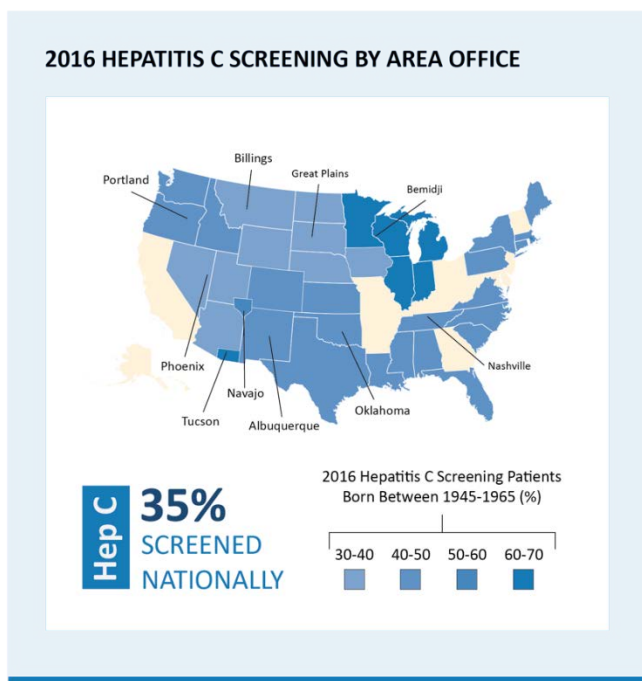 2016 HEPATITIS C SCREENING BY AREA OFFICE
Billings
Portland
Great Plains
Bemidji
Phoenix
Nashville
Navajo
Tucson
Oklahoma
Albuquerque
Hep C
35%
SCREENED
NATIONALLY
2016 Hepatitis C Screening Patients
Born Between 1945-1965 (%)
30-40 40-50 50-60 60-70